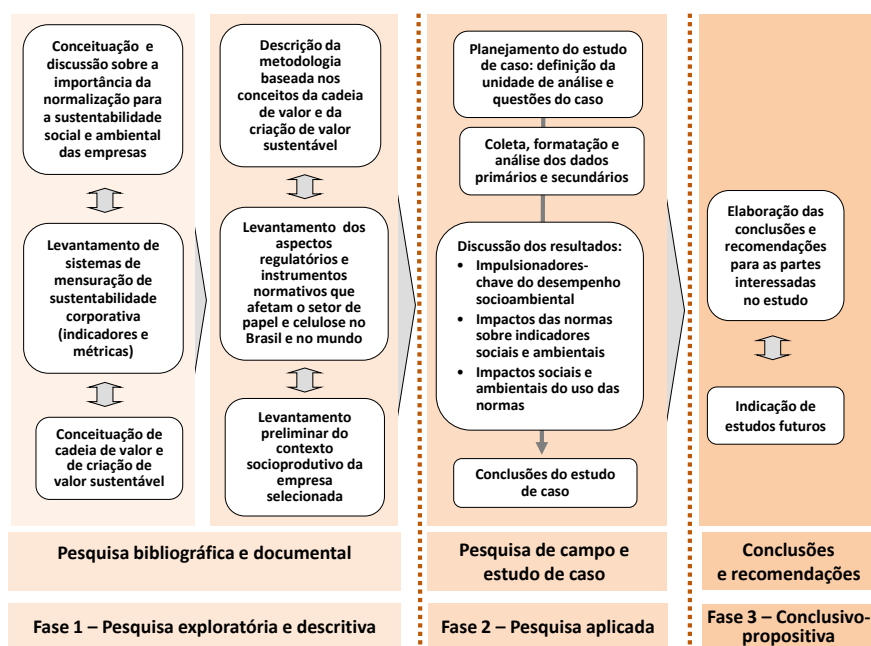 Conceituação e
discussão sobre a
importância da
normalização para
a sustentabilidade
social e ambiental
das empresas
Levantamento de
sistemas de
mensuração de
sustentabilidade
corporativa
(indicadores e
métricas)
Conceituação de
cadeia de valor e
de criação de
valor sustentável
Descrição da
metodologia
baseada nos
conceitos da cadeia
de valor e da
criação de valor
sustentável
Levantamento dos
aspectos
regulatórios e
instrumentos
normativos que
afetam o setor de
papel e celulose no
Brasil e no mundo
Levantamento
preliminar do
contexto
socioprodutivo da
empresa
selecionada
Planejamento do estudo
de caso: definição da
unidade de análise e
questões do caso
Coleta, formatação e
análise dos dados
primários e secundários
Discussão dos resultados:
• Impulsionadores-
chave do desempenho
socioambiental
• Impactos das normas
sobre indicadores
sociais e ambientais
• Impactos sociais e
ambientais do uso das
normas
Conclusões do estudo
de caso
Elaboração das
conclusões e
recomendações
para as partes
interessadas
no estudo
Indicação de
estudos futuros
Pesquisa bibliográfica e documental
Pesquisa de campo e
estudo de caso
Conclusões
e recomendações
Fase 1 – Pesquisa exploratória e descritiva
Fase 2 – Pesquisa aplicada
Fase 3 – Conclusivo-
propositiva